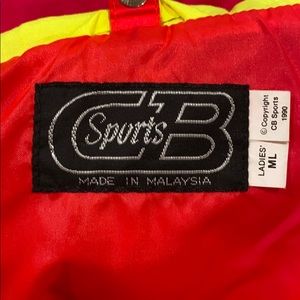 CB
Sports
MADE IN MALAYSIA
© Copyright
CB Sports
1990
LADIES'
ML